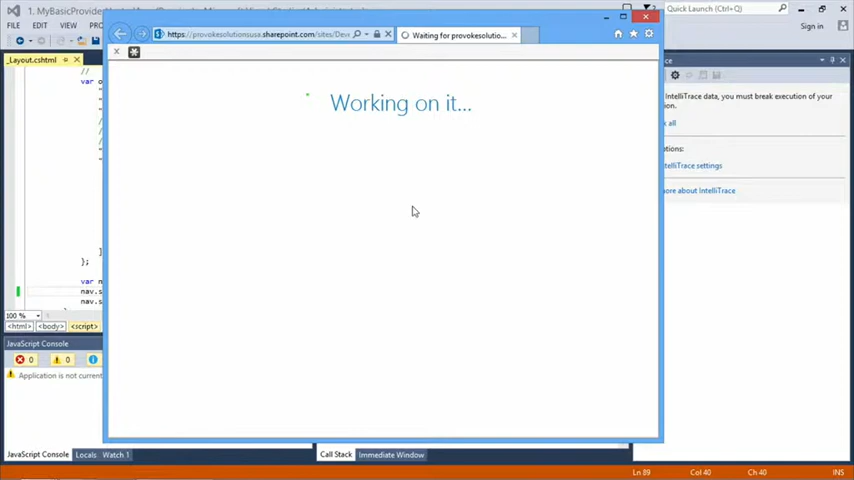 1. MyBasicProvide
Quick Launch (Ctrl+Q)
FILE EDIT VIEW
Sign in
https://provokesolutionsusa.sharepoint.com/sites/Dev
Waiting for provokesolutio...
_Layout.cshtml
//
var
Working on it...
IntelliTrace data, you must break execution of your
all
IntelliTrace settings
more about IntelliTrace
};
var
nav.s
nav.s
100 %
<html> <body> <script>
JavaScript Console
0 0
Application is not current
JavaScript Console Locals Watch 1
Call Stack Immediate Window
Ln 89 Col 40 Ch 40 INS